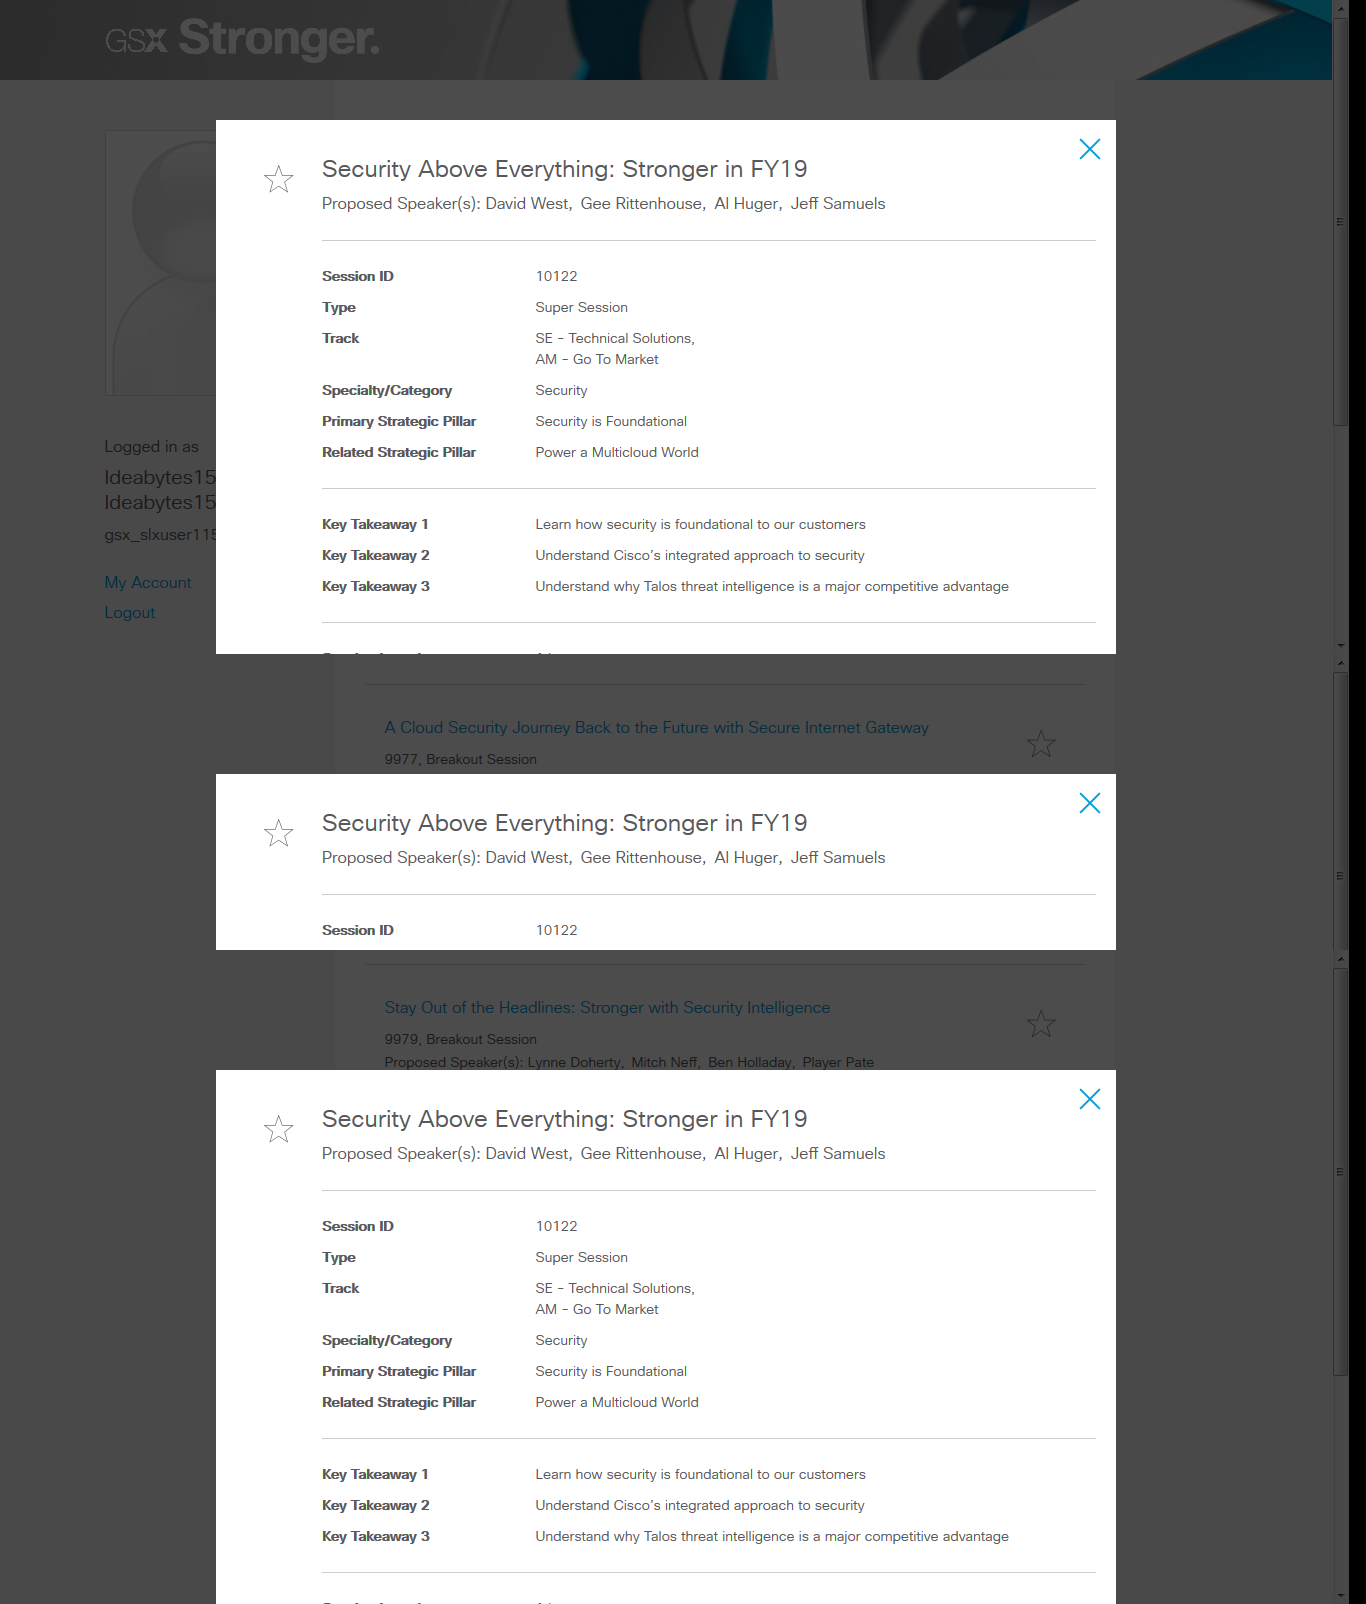 GSX Stronger.
Security Above Everything: Stronger in FY19
Proposed Speaker(s): David West, Gee Rittenhouse, Al Huger, Jeff Samuels
Session ID 10122
Type Super Session
Track SE - Technical Solutions,
AM - Go To Market
Specialty/Category Security
Primary Strategic Pillar Security is Foundational
Related Strategic Pillar Power a Multicloud World
Logged in as
Ideabytes15
Ideabytes15
gsx_slxuser115
My Account
Logout
Key Takeaway 1 Learn how security is foundational to our customers
Key Takeaway 2 Understand Cisco's integrated approach to security
Key Takeaway 3 Understand why Talos threat intelligence is a major competitive advantage
A Cloud Security Journey Back to the Future with Secure Internet Gateway
9977, Breakout Session
Security Above Everything: Stronger in FY19
Proposed Speaker(s): David West, Gee Rittenhouse, Al Huger, Jeff Samuels
Session ID 10122
Stay Out of the Headlines: Stronger with Security Intelligence
9979, Breakout Session
Proposed Speaker(s): Lynne Doherty, Mitch Neff, Ben Holladay, Player Pate
Security Above Everything: Stronger in FY19
Proposed Speaker(s): David West, Gee Rittenhouse, Al Huger, Jeff Samuels
Session ID 10122
Type Super Session
Track SE - Technical Solutions,
AM - Go To Market
Specialty/Category Security
Primary Strategic Pillar Security is Foundational
Related Strategic Pillar Power a Multicloud World
Key Takeaway 1 Learn how security is foundational to our customers
Key Takeaway 2 Understand Cisco's integrated approach to security
Key Takeaway 3 Understand why Talos threat intelligence is a major competitive advantage